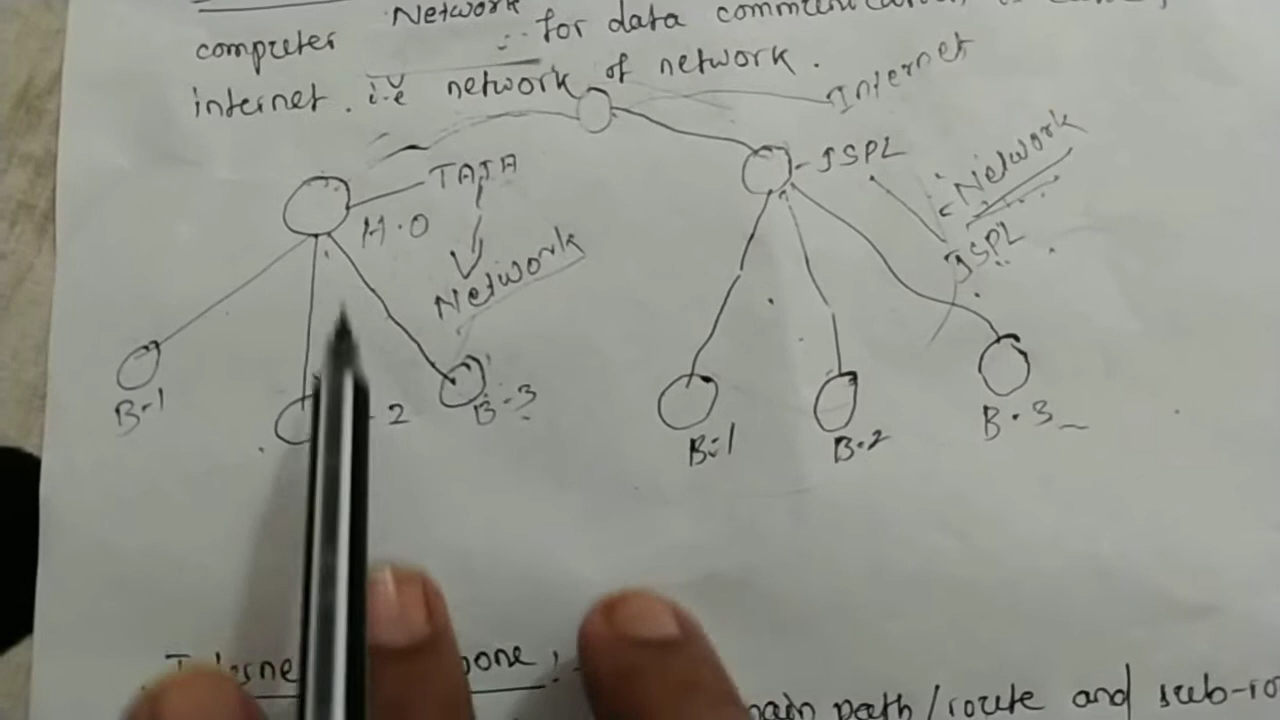 Network
computer :- for data
internet . i.e network of network .
Internet
TATA
H.O
Network
JSPL
Network
JSPL
B-1
2
B-3
B-1
B-2
B-3
main path/route and